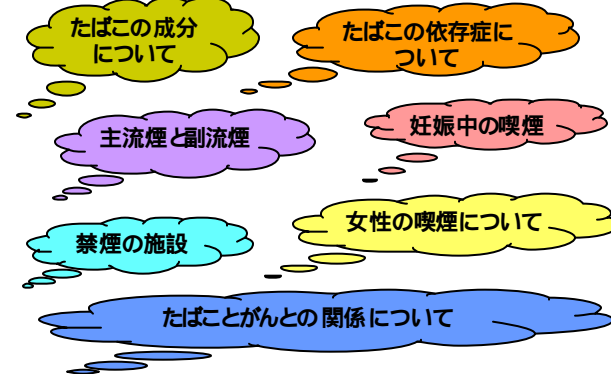 たばこの成分
について
たばこの依存症に
ついて
主流煙と副流煙
妊娠中の喫煙
女性の喫煙について
禁煙の施設
たばことがんとの関係について